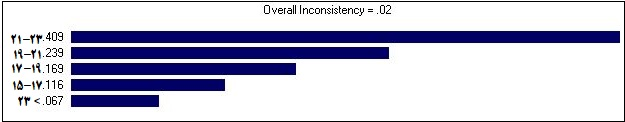 Overall Inconsistency = .02
۲۱–۲۳ .409
۱۹–۲۱ .239
۱۷–۱۹ .169
۱۵–۱۷ .116
۲۳ < .067